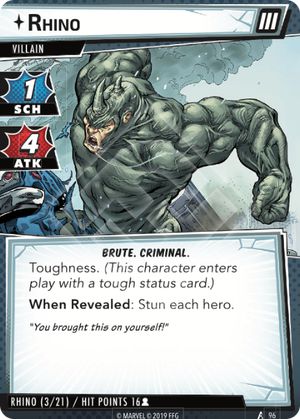 RHINO
III
VILLAIN
1
SCH
4
ATK
BRUTE. CRIMINAL.
Toughness. (This character enters
play with a tough status card.)
When Revealed: Stun each hero.
"You brought this on yourself!"
RHINO (3/21) / HIT POINTS 16
© MARVEL © 2019 FFG
96